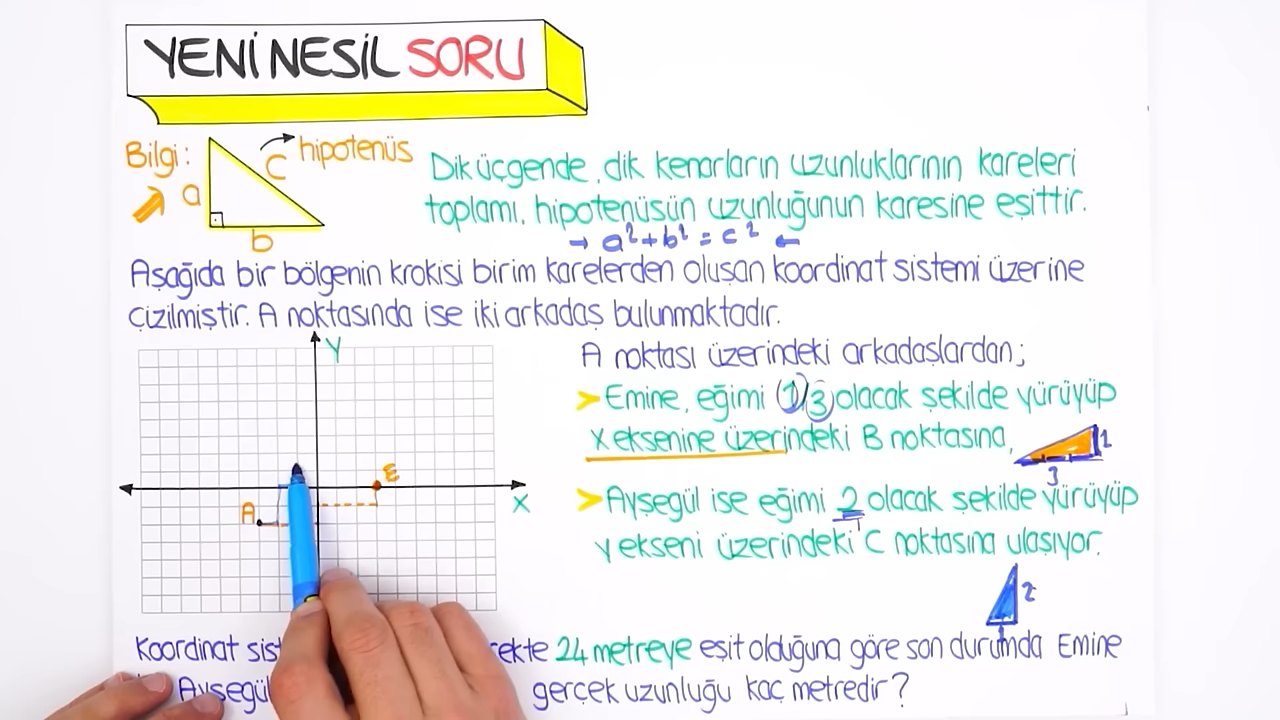 YENİ NESİL SORU
Bilgi:
C hipotenüs
a
b
Dik üçgende, dik kenarların uzunluklarının kareleri
toplamı, hipotenüsün uzunluğunun karesine eşittir.
→ a²+b² = c² ←
Aşağıda bir bölgenin krokisi birim karelerden oluşan koordinat sistemi üzerine
çizilmiştir. A noktasında ise iki arkadaş bulunmaktadır.
y
x
A
E
A noktası üzerindeki arkadaşlardan;
➤ Emine, eğimi 1/3 olacak şekilde yürüyüp
x eksenine üzerindeki B noktasına,
1
3
➤ Ayşegül ise eğimi 2 olacak şekilde yürüyüp
y ekseni üzerindeki C noktasına ulaşıyor.
2
1
Koordinat 24 metreye eşit olduğuna göre son durumda Emine
Ayşegül gerçek uzunluğu kaç metredir?